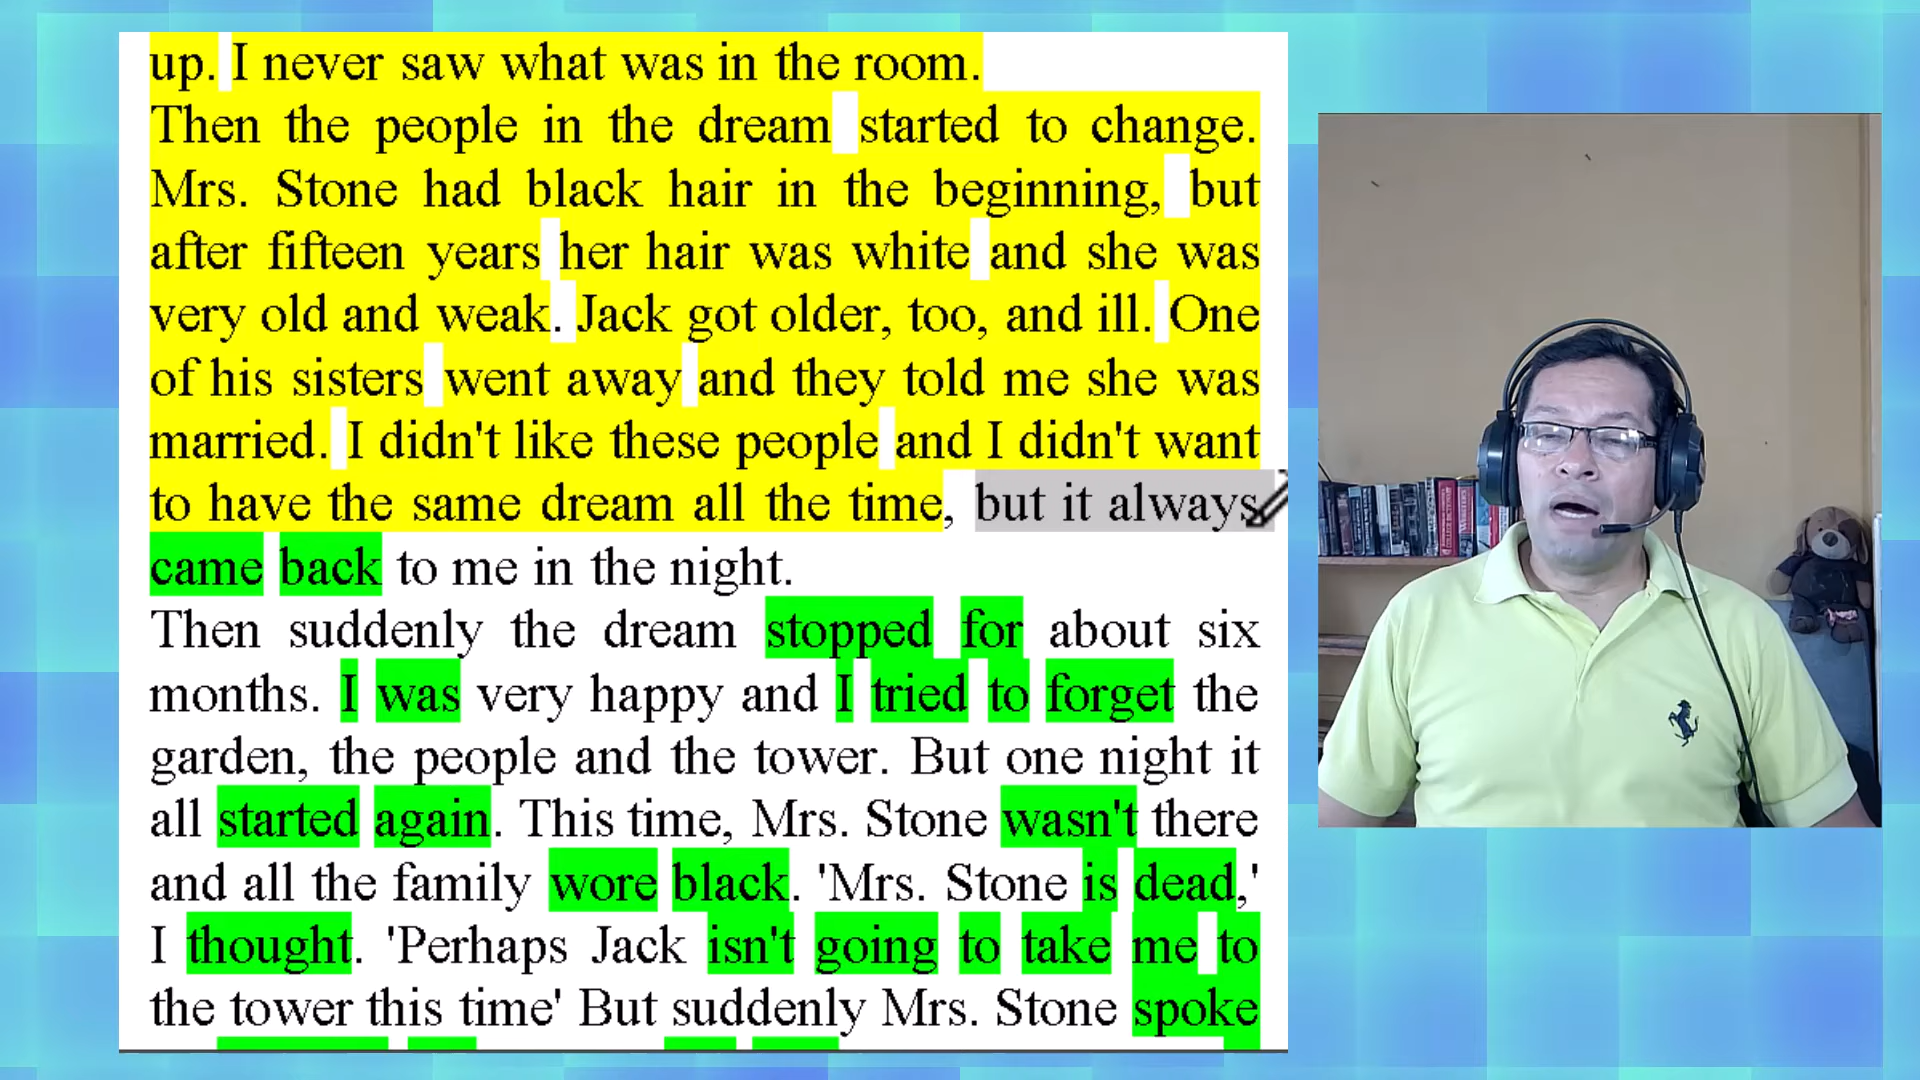 up. I never saw what was in the room.
Then the people in the dream started to change.
Mrs. Stone had black hair in the beginning, but
after fifteen years her hair was white and she was
very old and weak. Jack got older, too, and ill. One
of his sisters went away and they told me she was
married. I didn't like these people and I didn't want
to have the same dream all the time, but it always
came back to me in the night.
Then suddenly the dream stopped for about six
months. I was very happy and I tried to forget the
garden, the people and the tower. But one night it
all started again. This time, Mrs. Stone wasn't there
and all the family wore black. 'Mrs. Stone is dead,'
I thought. 'Perhaps Jack isn't going to take me to
the tower this time' But suddenly Mrs. Stone spoke